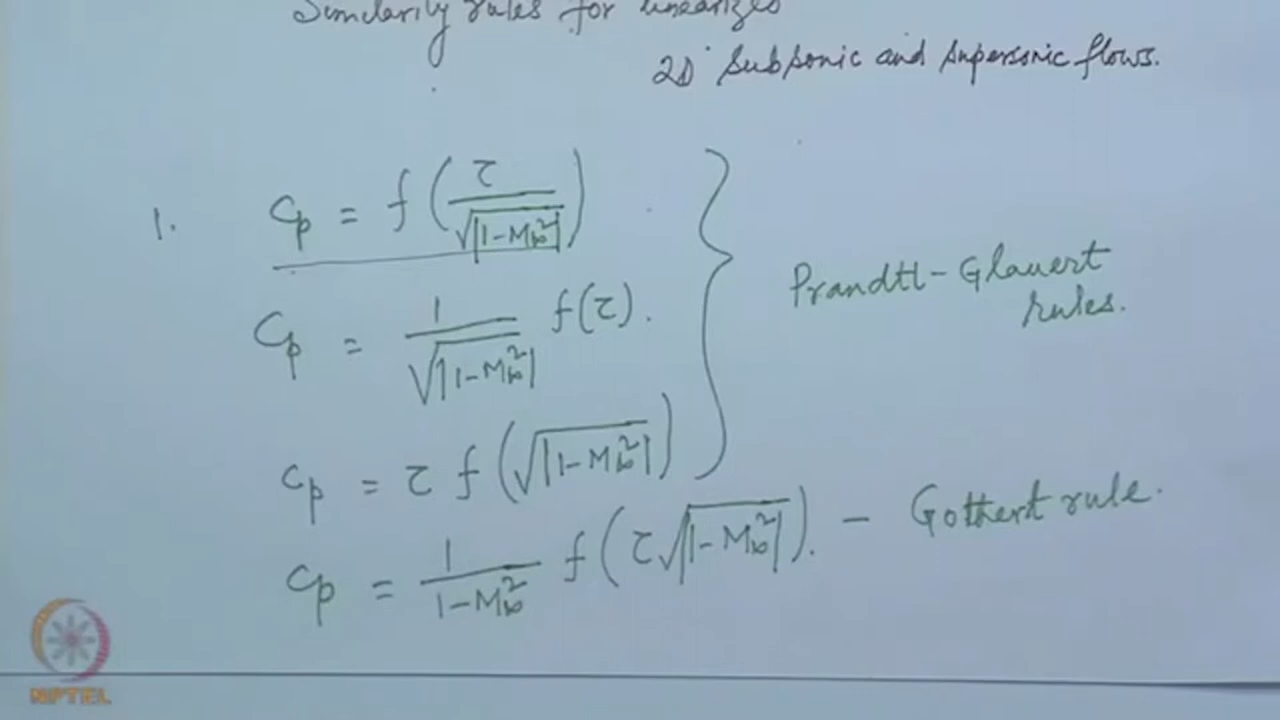 Similarity rules for linearized
2D subsonic and supersonic flows.
1. Cp = f(τ/√|1-M∞²|)
Cp = 1/√|1-M∞²| f(τ).
Prandtl-Glauert
rules.
Cp = τ f(√|1-M∞²|)
Cp = 1/1-M∞² f(τ√|1-M∞²|). - Gothert rule.
NPTEL